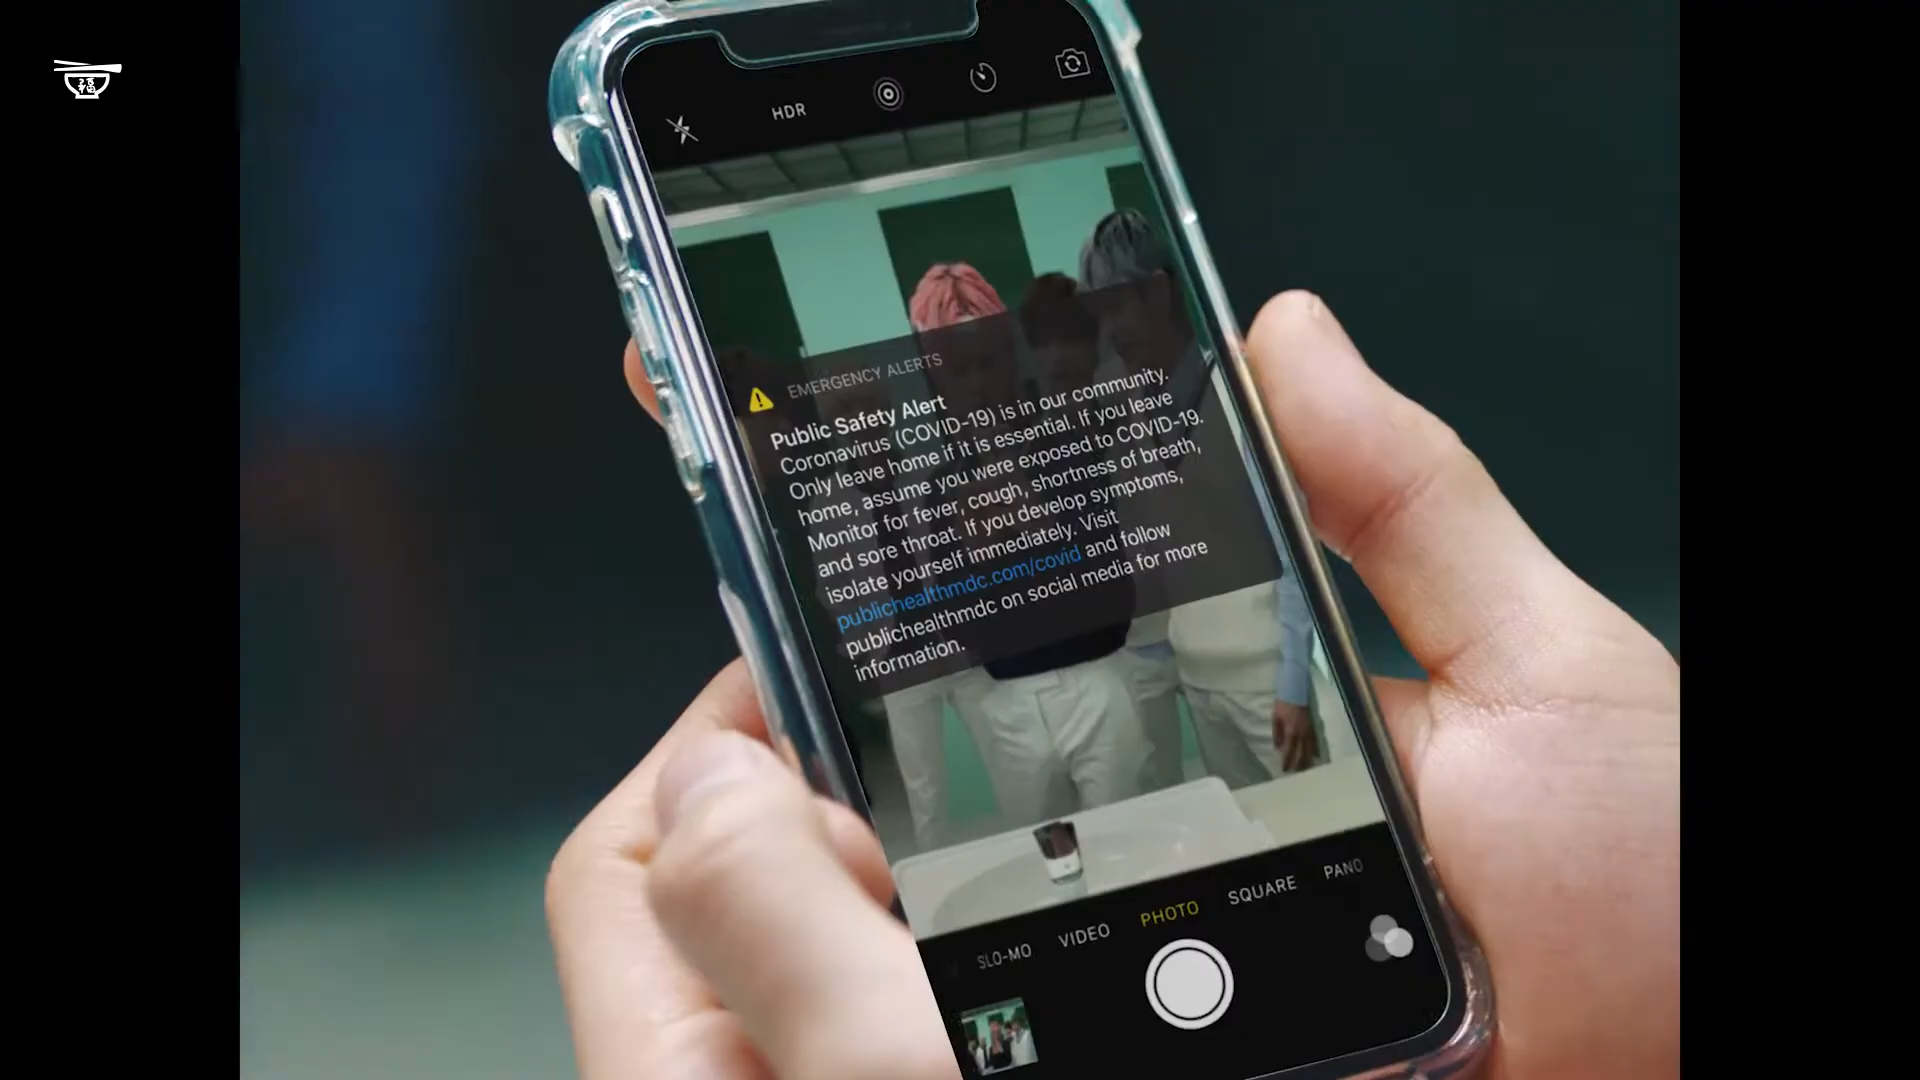 福
HDR
EMERGENCY ALERTS
Public Safety Alert
Coronavirus (COVID-19) is in our community.
Only leave home if it is essential. If you leave
home, assume you were exposed to COVID-19.
Monitor for fever, cough, shortness of breath,
and sore throat. If you develop symptoms,
isolate yourself immediately. Visit
publichealthmdc.com/covid and follow
publichealthmdc on social media for more
information.
SLO-MO VIDEO PHOTO SQUARE PANO